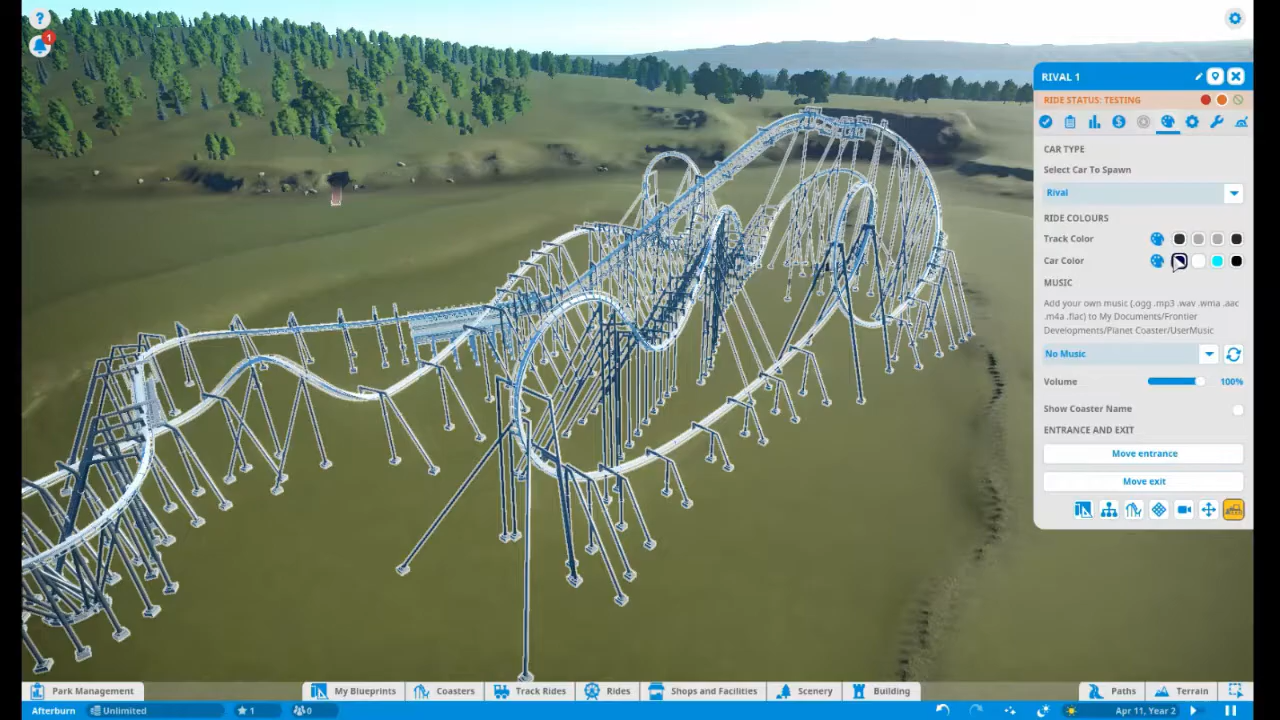 ?
1
RIVAL 1
RIDE STATUS: TESTING
CAR TYPE
Select Car To Spawn
Rival
RIDE COLOURS
Track Color
Car Color
MUSIC
Add your own music (.ogg .mp3 .wav .wma .aac
.m4a .flac) to My Documents/Frontier
Developments/Planet Coaster/UserMusic
No Music
Volume 100%
Show Coaster Name
ENTRANCE AND EXIT
Move entrance
Move exit
Park Management My Blueprints Coasters Track Rides Rides Shops and Facilities Scenery Building Paths Terrain
Afterburn Unlimited 1 0 Apr 11, Year 2